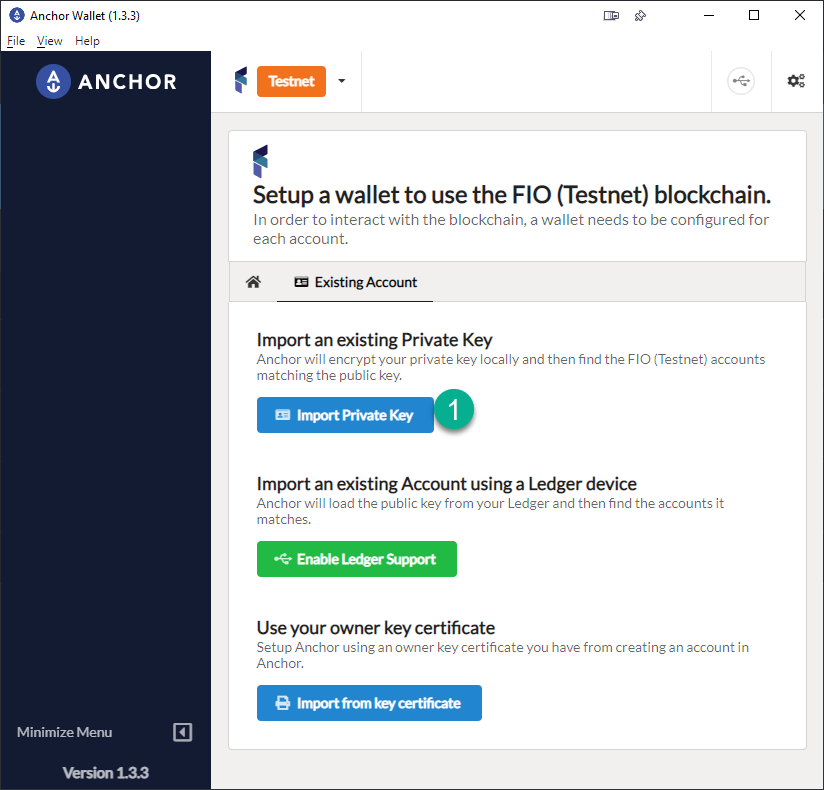 Anchor Wallet (1.3.3)
File View Help
ANCHOR
Testnet
Setup a wallet to use the FIO (Testnet) blockchain.
In order to interact with the blockchain, a wallet needs to be configured for
each account.
Existing Account
Import an existing Private Key
Anchor will encrypt your private key locally and then find the FIO (Testnet) accounts
matching the public key.
Import Private Key
1
Import an existing Account using a Ledger device
Anchor will load the public key from your Ledger and then find the accounts it
matches.
Enable Ledger Support
Use your owner key certificate
Setup Anchor using an owner key certificate you have from creating an account in
Anchor.
Import from key certificate
Minimize Menu
Version 1.3.3